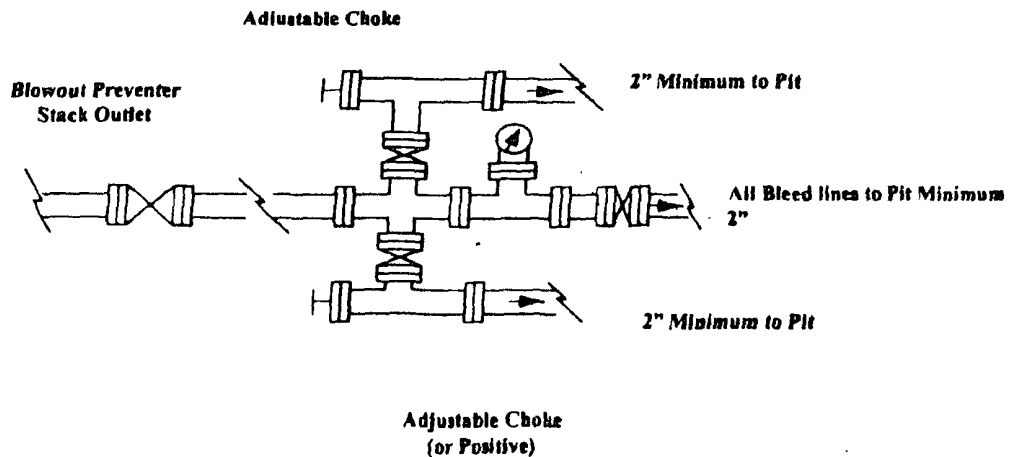 Adjustable Choke
Blowout Preventer
Stack Outlet
2" Minimum to Pit
All Bleed lines to Pit Minimum
2"
2" Minimum to Pit
Adjustable Choke
(or Positive)